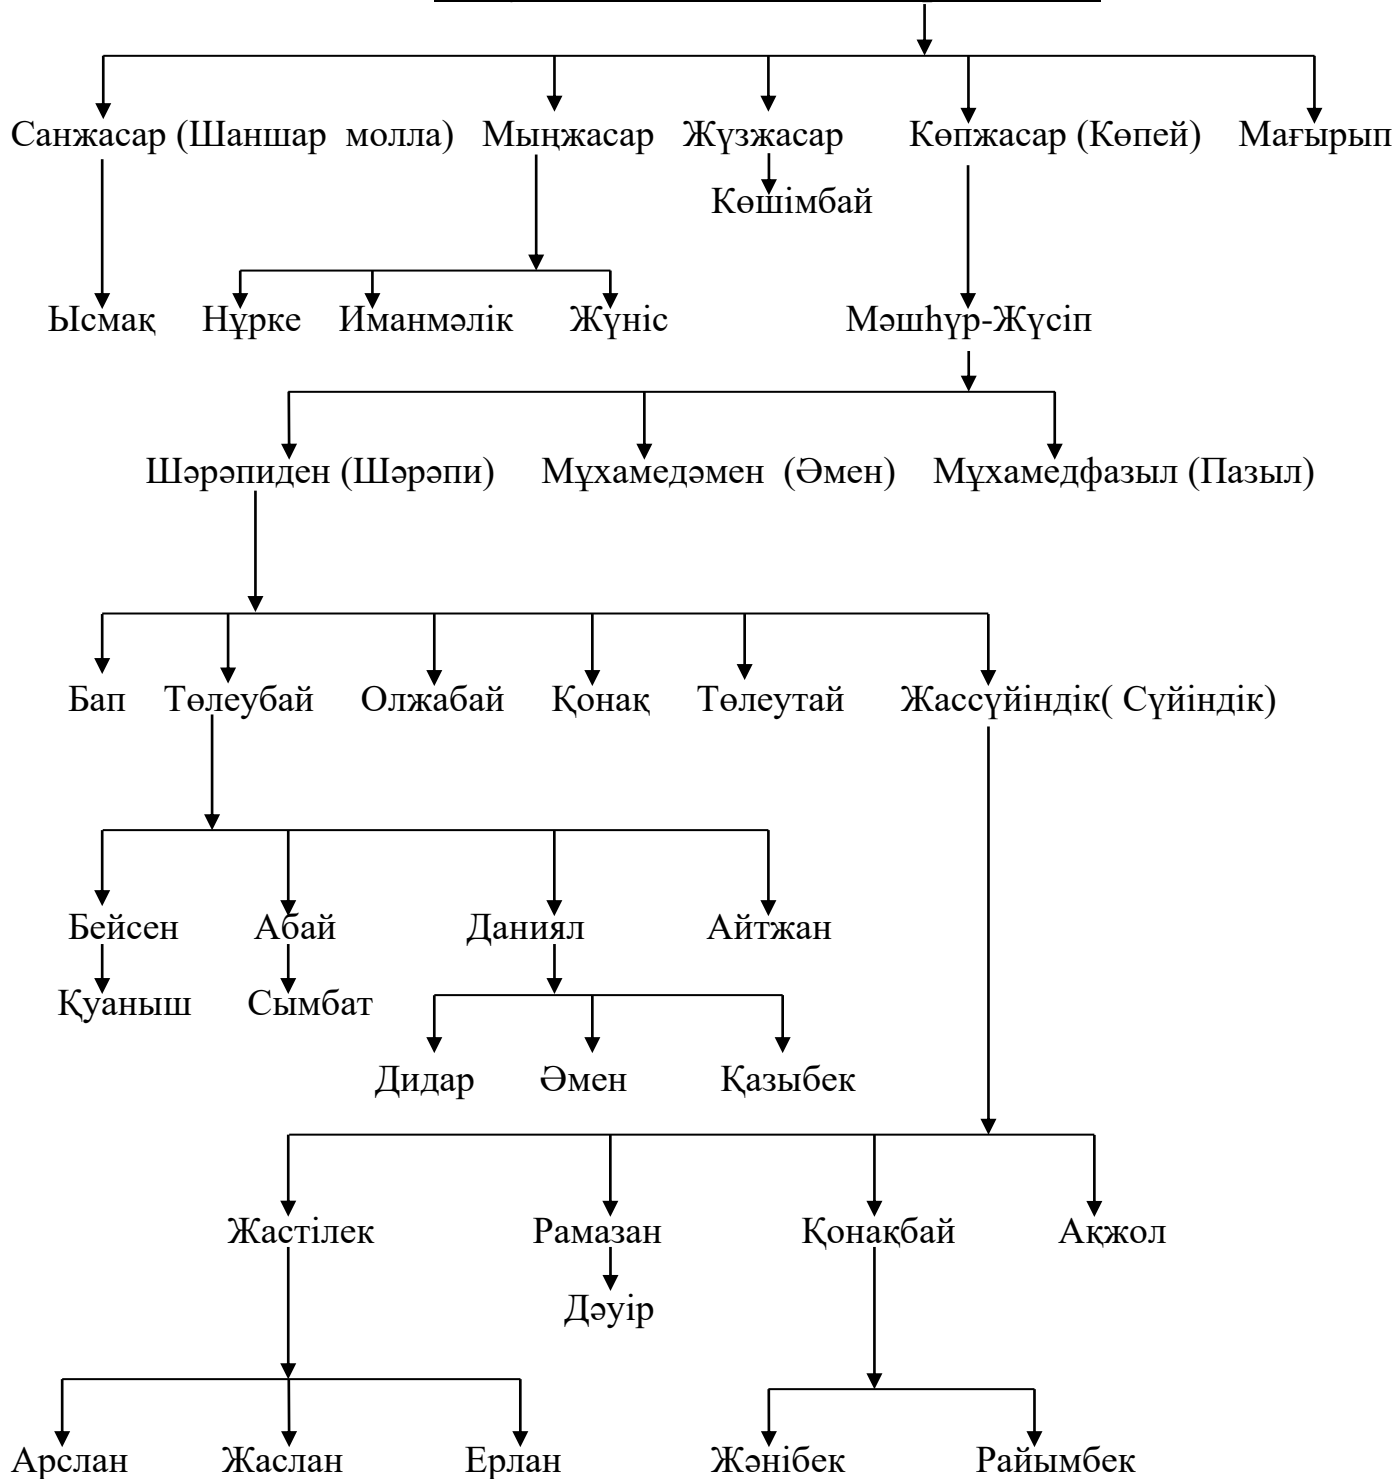 Санжасар (Шаншар молла) Мыңжасар Жүзжасар Көпжасар (Көпей) Мағырып
Көшімбай
Ысмақ Нұрке Иманмәлік Жүніс Мәшһүр-Жүсіп
Шәрәпиден (Шәрәпи) Мұхамедәмен (Әмен) Мұхамедфазыл (Пазыл)
Бап Төлеубай Олжабай Қонақ Төлеутай Жассүйіндік( Сүйіндік)
Бейсен Абай Даниял Айтжан
Қуаныш Сымбат
Дидар Әмен Қазыбек
Жастілек Рамазан Қонақбай Ақжол
Дәуір
Арслан Жаслан Ерлан Жәнібек Райымбек